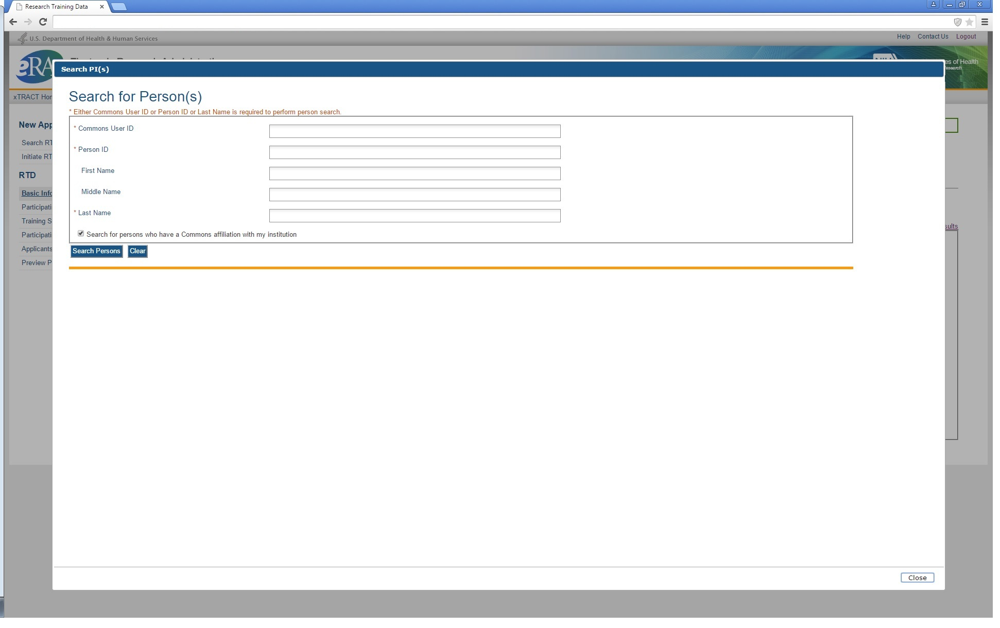 Research Training Data
U.S. Department of Health & Human Services
Help Contact Us Logout
eRA
es of Health
esearch
Search PI(s)
xTRACT Hor
Search for Person(s)
* Either Commons User ID or Person ID or Last Name is required to perform person search.
New App
* Commons User ID
Search RT
* Person ID
Initiate RT
First Name
RTD
Middle Name
Basic Info
Participati
* Last Name
Training S
sults
Participati
Search for persons who have a Commons affiliation with my institution
Applicants
Search Persons Clear
Preview P
Close